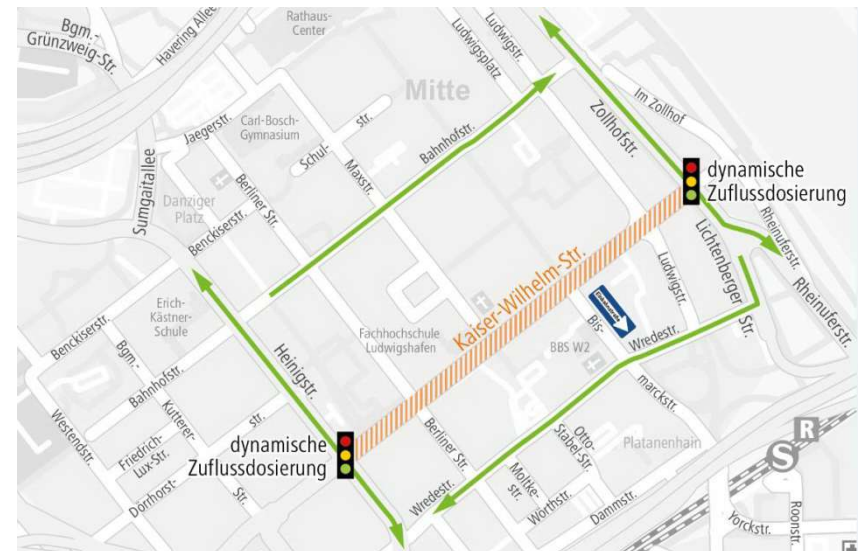 Bgm.-
Grünzweig-Str.
Havering Allee
Rathaus-
Center
Ludwigsplatz
Ludwigstr.
Mitte
Im Zollhof
Zollhofstr.
Jaegerstr.
Carl-Bosch-
Gymnasium
Schul-
str.
Maxstr.
Bahnhofstr.
dynamische
Zuflussdosierung
Sumgaitallee
Danziger
Platz
Berliner Str.
Benckiserstr.
Rheinuferstr.
Lichtenberger
Str.
Rheinuferstr.
Ludwigstr.
Kaiser-Wilhelm-Str.
Einbahnstraße
Erich-
Kästner-
Schule
Fachhochschule
Ludwigshafen
Bis-
marckstr.
BBS W2
Wredestr.
Benckiserstr.
Bgm.-
Kutterer-
Str.
Bahnhofstr.
Heinigstr.
Westendstr.
Friedrich-
Lux-Str.
Dörrhorst-
str.
dynamische
Zuflussdosierung
Berliner Str.
Otto-
Stabel-Str.
Platanenhain
Moltke-
str.
Wredestr.
Wörthstr.
Dammstr.
S
R
Yorckstr.
Roonstr.